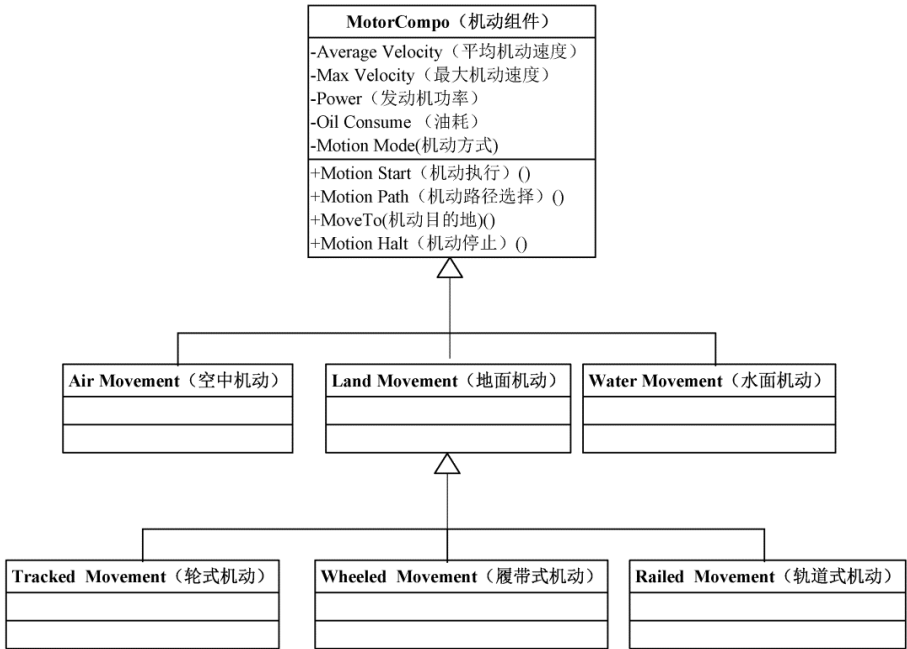 MotorCompo（机动组件）
-Average Velocity（平均机动速度）
-Max Velocity（最大机动速度）
-Power（发动机功率）
-Oil Consume （油耗）
-Motion Mode(机动方式)
+Motion Start（机动执行）()
+Motion Path（机动路径选择）()
+MoveTo(机动目的地)()
+Motion Halt（机动停止）()
Air Movement（空中机动）
Land Movement（地面机动）
Water Movement（水面机动）
Tracked Movement（轮式机动）
Wheeled Movement（履带式机动）
Railed Movement（轨道式机动）